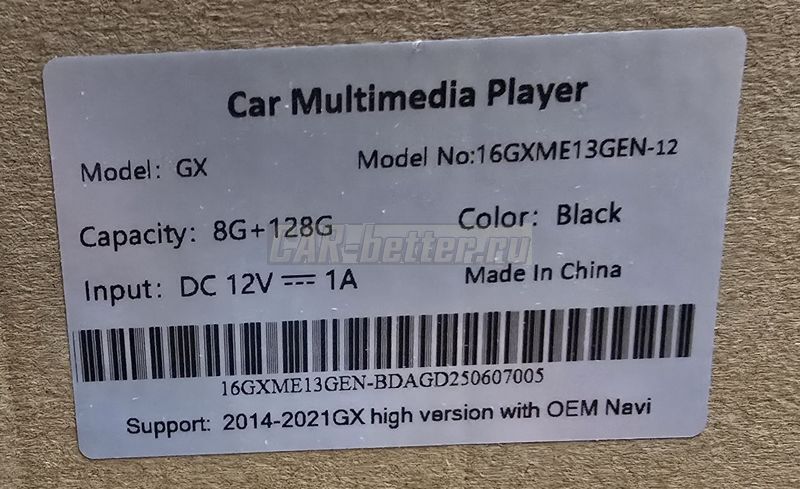 Car Multimedia Player
Model: GX Model No:16GXME13GEN-12
Capacity: 8G+128G Color: Black
CAR-better.ru
Input: DC 12V ⎓ 1A Made In China
16GXME13GEN-BDAGD250607005
Support: 2014-2021GX high version with OEM Navi